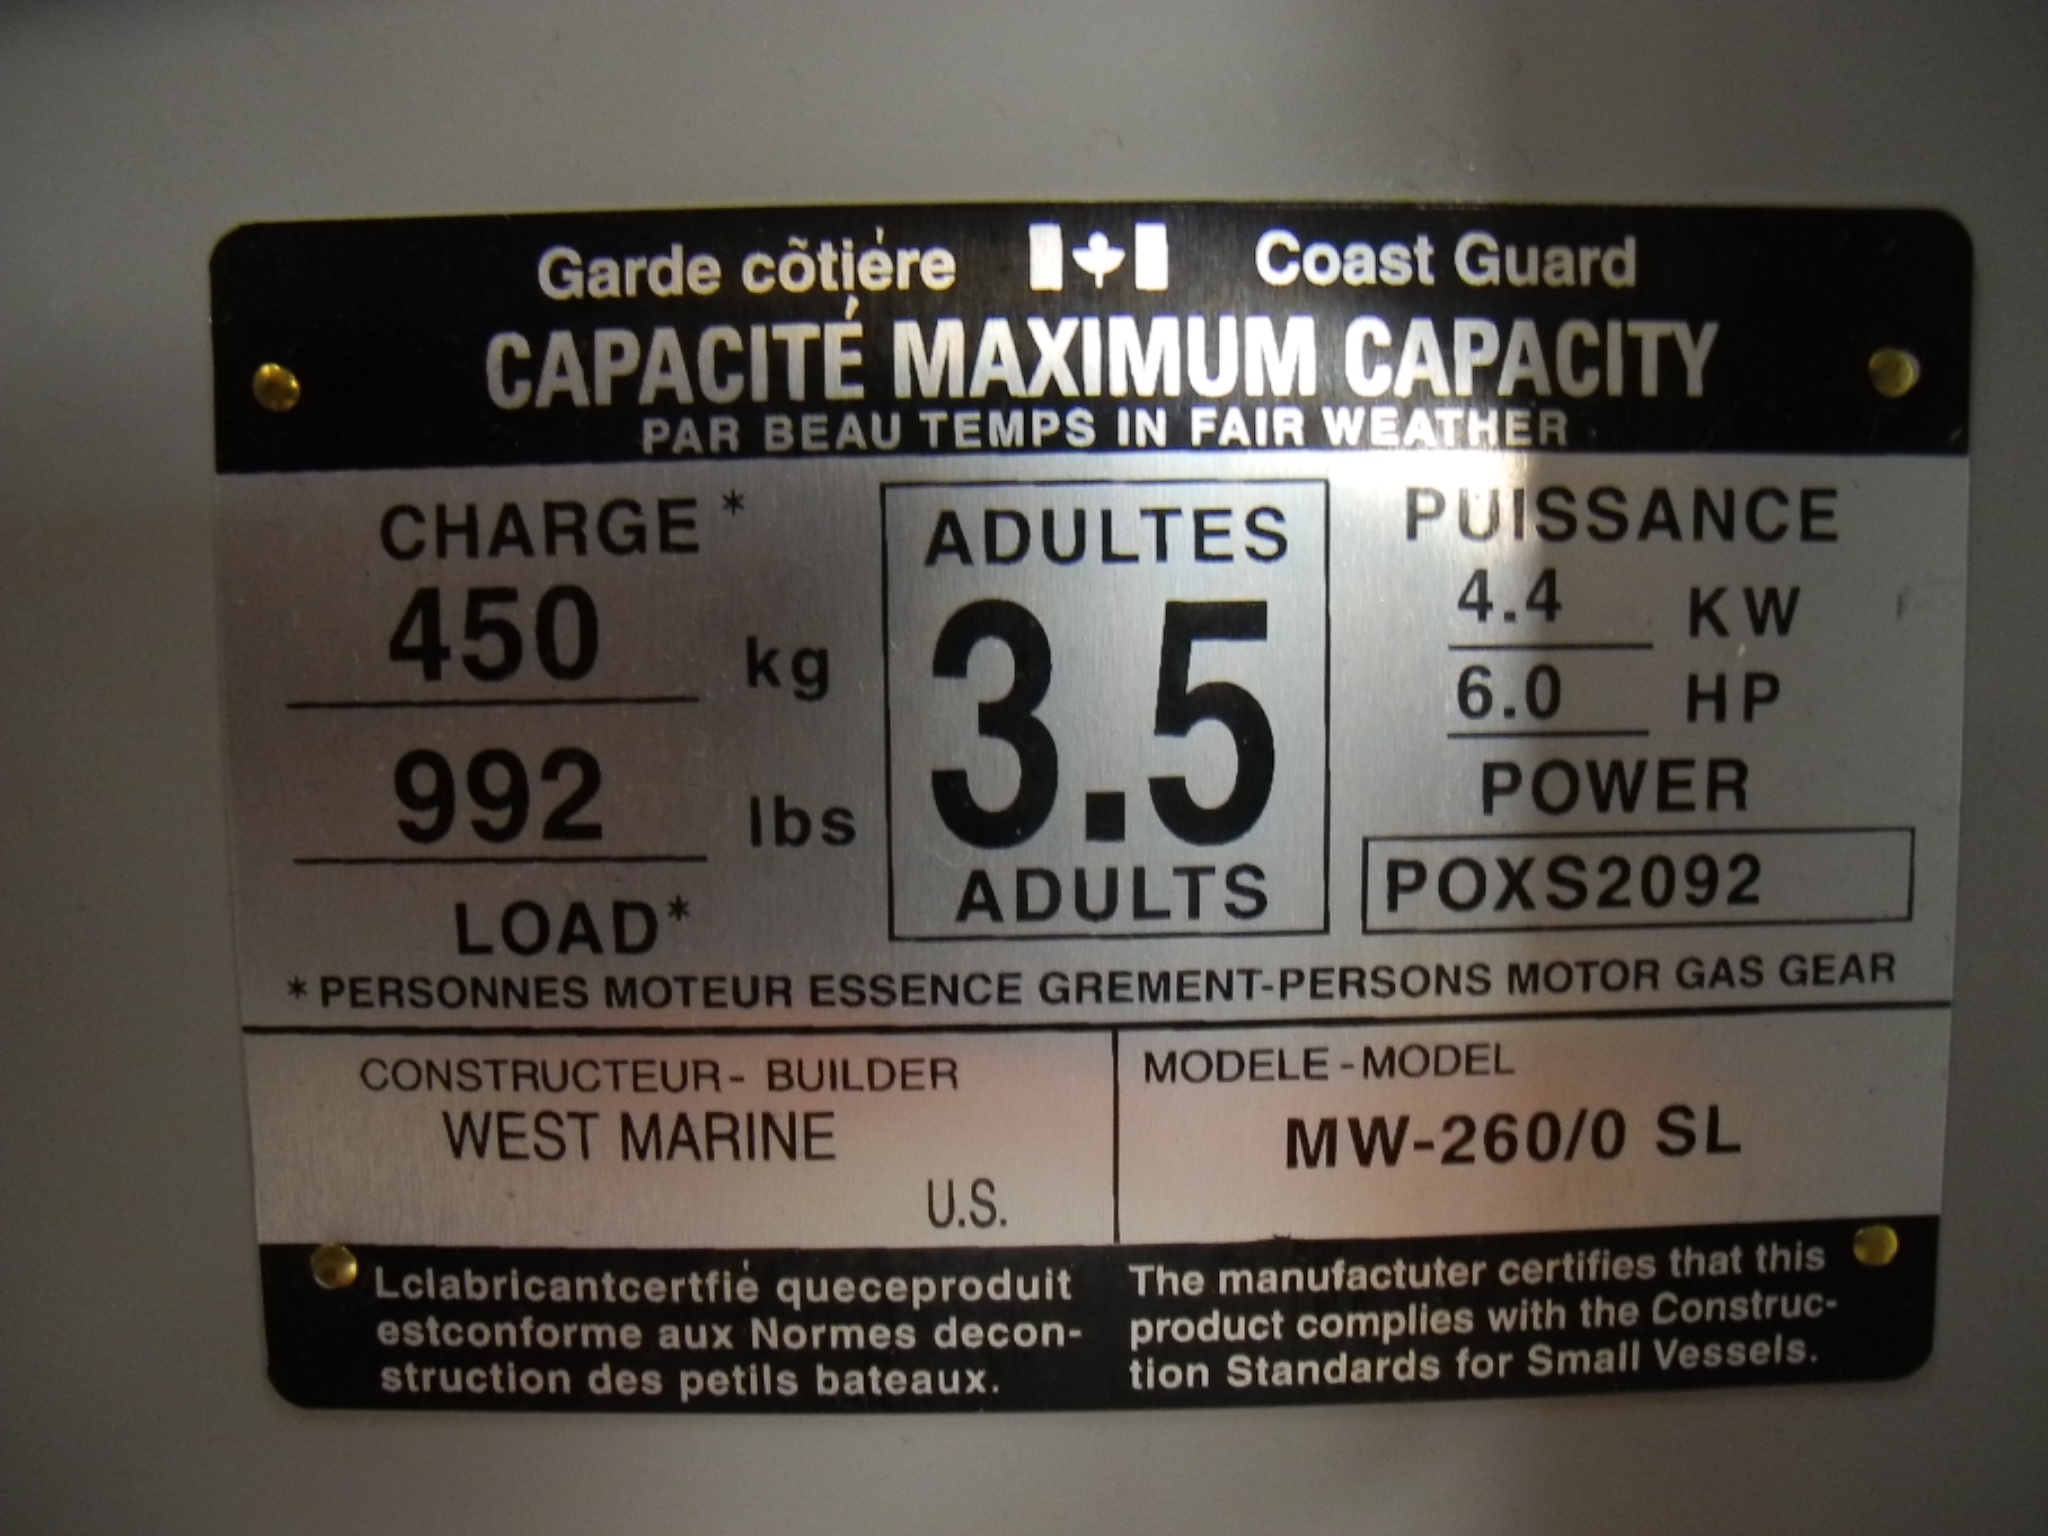 Garde côtiére Coast Guard
CAPACITÉ MAXIMUM CAPACITY
PAR BEAU TEMPS IN FAIR WEATHER
CHARGE*
450 kg
992 lbs
LOAD*
ADULTES
3.5
ADULTS
PUISSANCE
4.4 KW
6.0 HP
POWER
POXS2092
* PERSONNES MOTEUR ESSENCE GREMENT-PERSONS MOTOR GAS GEAR
CONSTRUCTEUR- BUILDER
WEST MARINE
U.S.
MODELE-MODEL
MW-260/0 SL
Lclabricantcertfié queceproduit
estconforme aux Normes decon-
struction des petils bateaux.
The manufactuter certifies that this
product complies with the Construc-
tion Standards for Small Vessels.